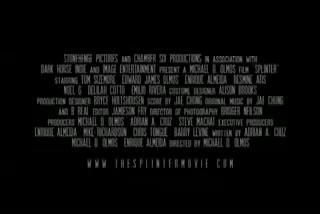 STONEHENGE PICTURES AND CHAMBER SIX PRODUCTIONS IN ASSOCIATION WITH
DARK HORSE INDIE AND IMAGE ENTERTAINMENT PRESENT A MICHAEL D. OLMOS FILM "SPLINTER"
STARRING TOM SIZEMORE EDWARD JAMES OLMOS ENRIQUE ALMEIDA RESMINE ATIS
NOEL G DELILAH COTTO EMILIO RIVERA COSTUME DESIGNER ALISON BROOKS
PRODUCTION DESIGNER BRYCE HOLTSHOUSEN SCORE BY JAE CHONG ORIGINAL MUSIC BY JAE CHONG
AND B REAL EDITOR JAMIESON FRY DIRECTOR OF PHOTOGRAPHY BRIDGER NEILSON
PRODUCERS MICHAEL D. OLMOS ADRIAN A. CRUZ STEVE MACHAT EXECUTIVE PRODUCERS
ENRIQUE ALMEIDA MIKE RICHARDSON CHRIS TONGUE BARRY LEVINE WRITTEN BY ADRIAN A. CRUZ
MICHAEL D. OLMOS ENRIQUE ALMEIDA DIRECTED BY MICHAEL D. OLMOS
WWW.THESPLINTERMOVIE.COM